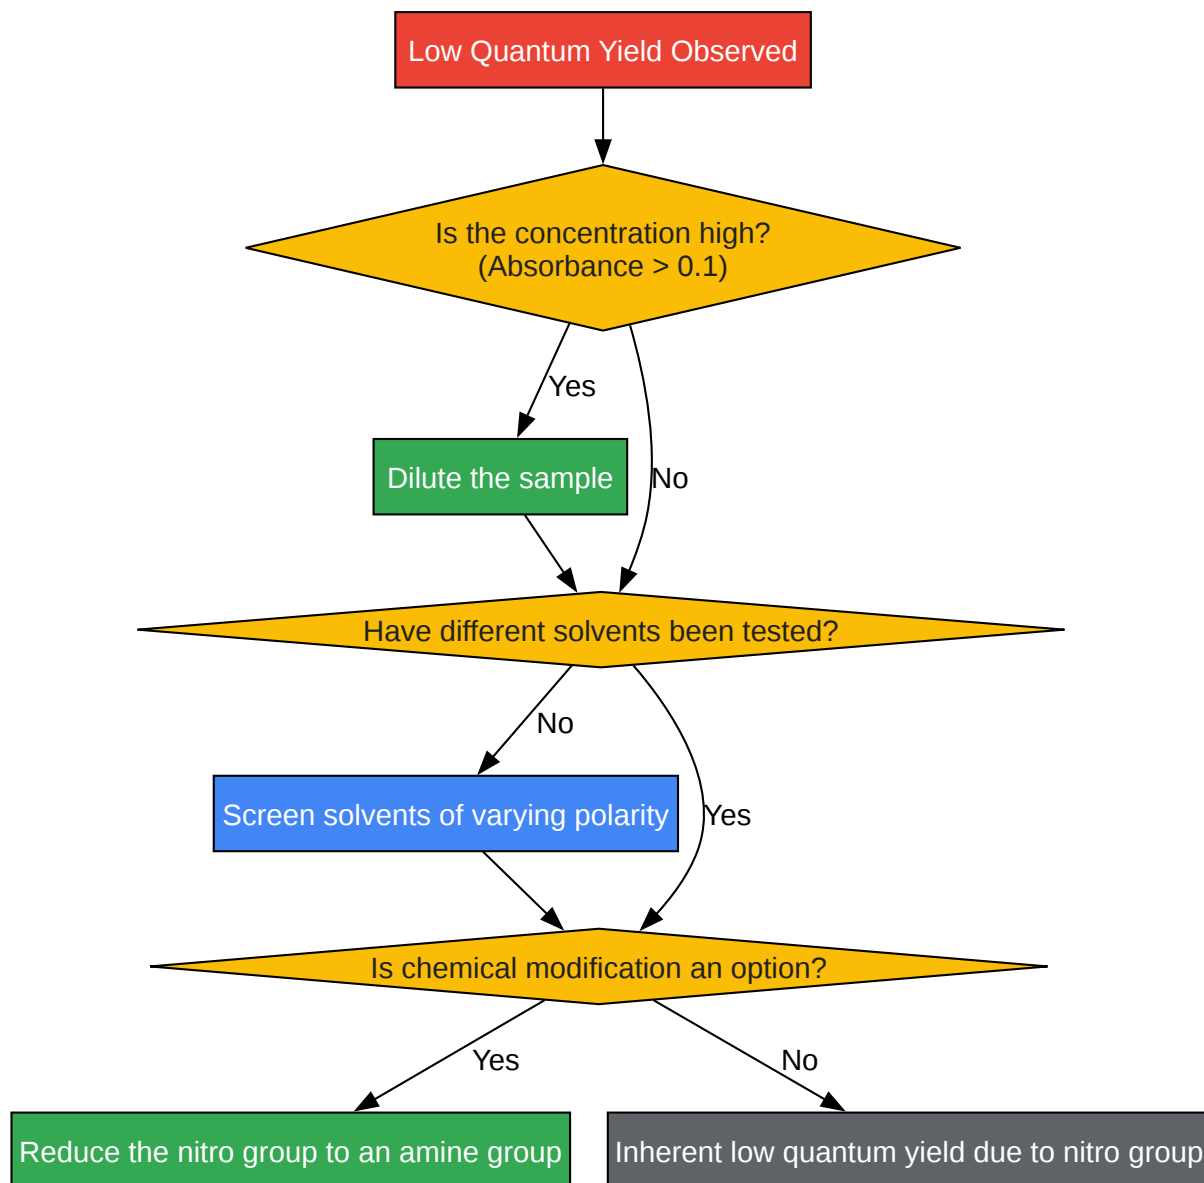 Low Quantum Yield Observed
Is the concentration high?
(Absorbance > 0.1)
Yes
Dilute the sample
No
Have different solvents been tested?
No
Screen solvents of varying polarity
Yes
Is chemical modification an option?
Yes
No
Reduce the nitro group to an amine group
Inherent low quantum yield due to nitro group